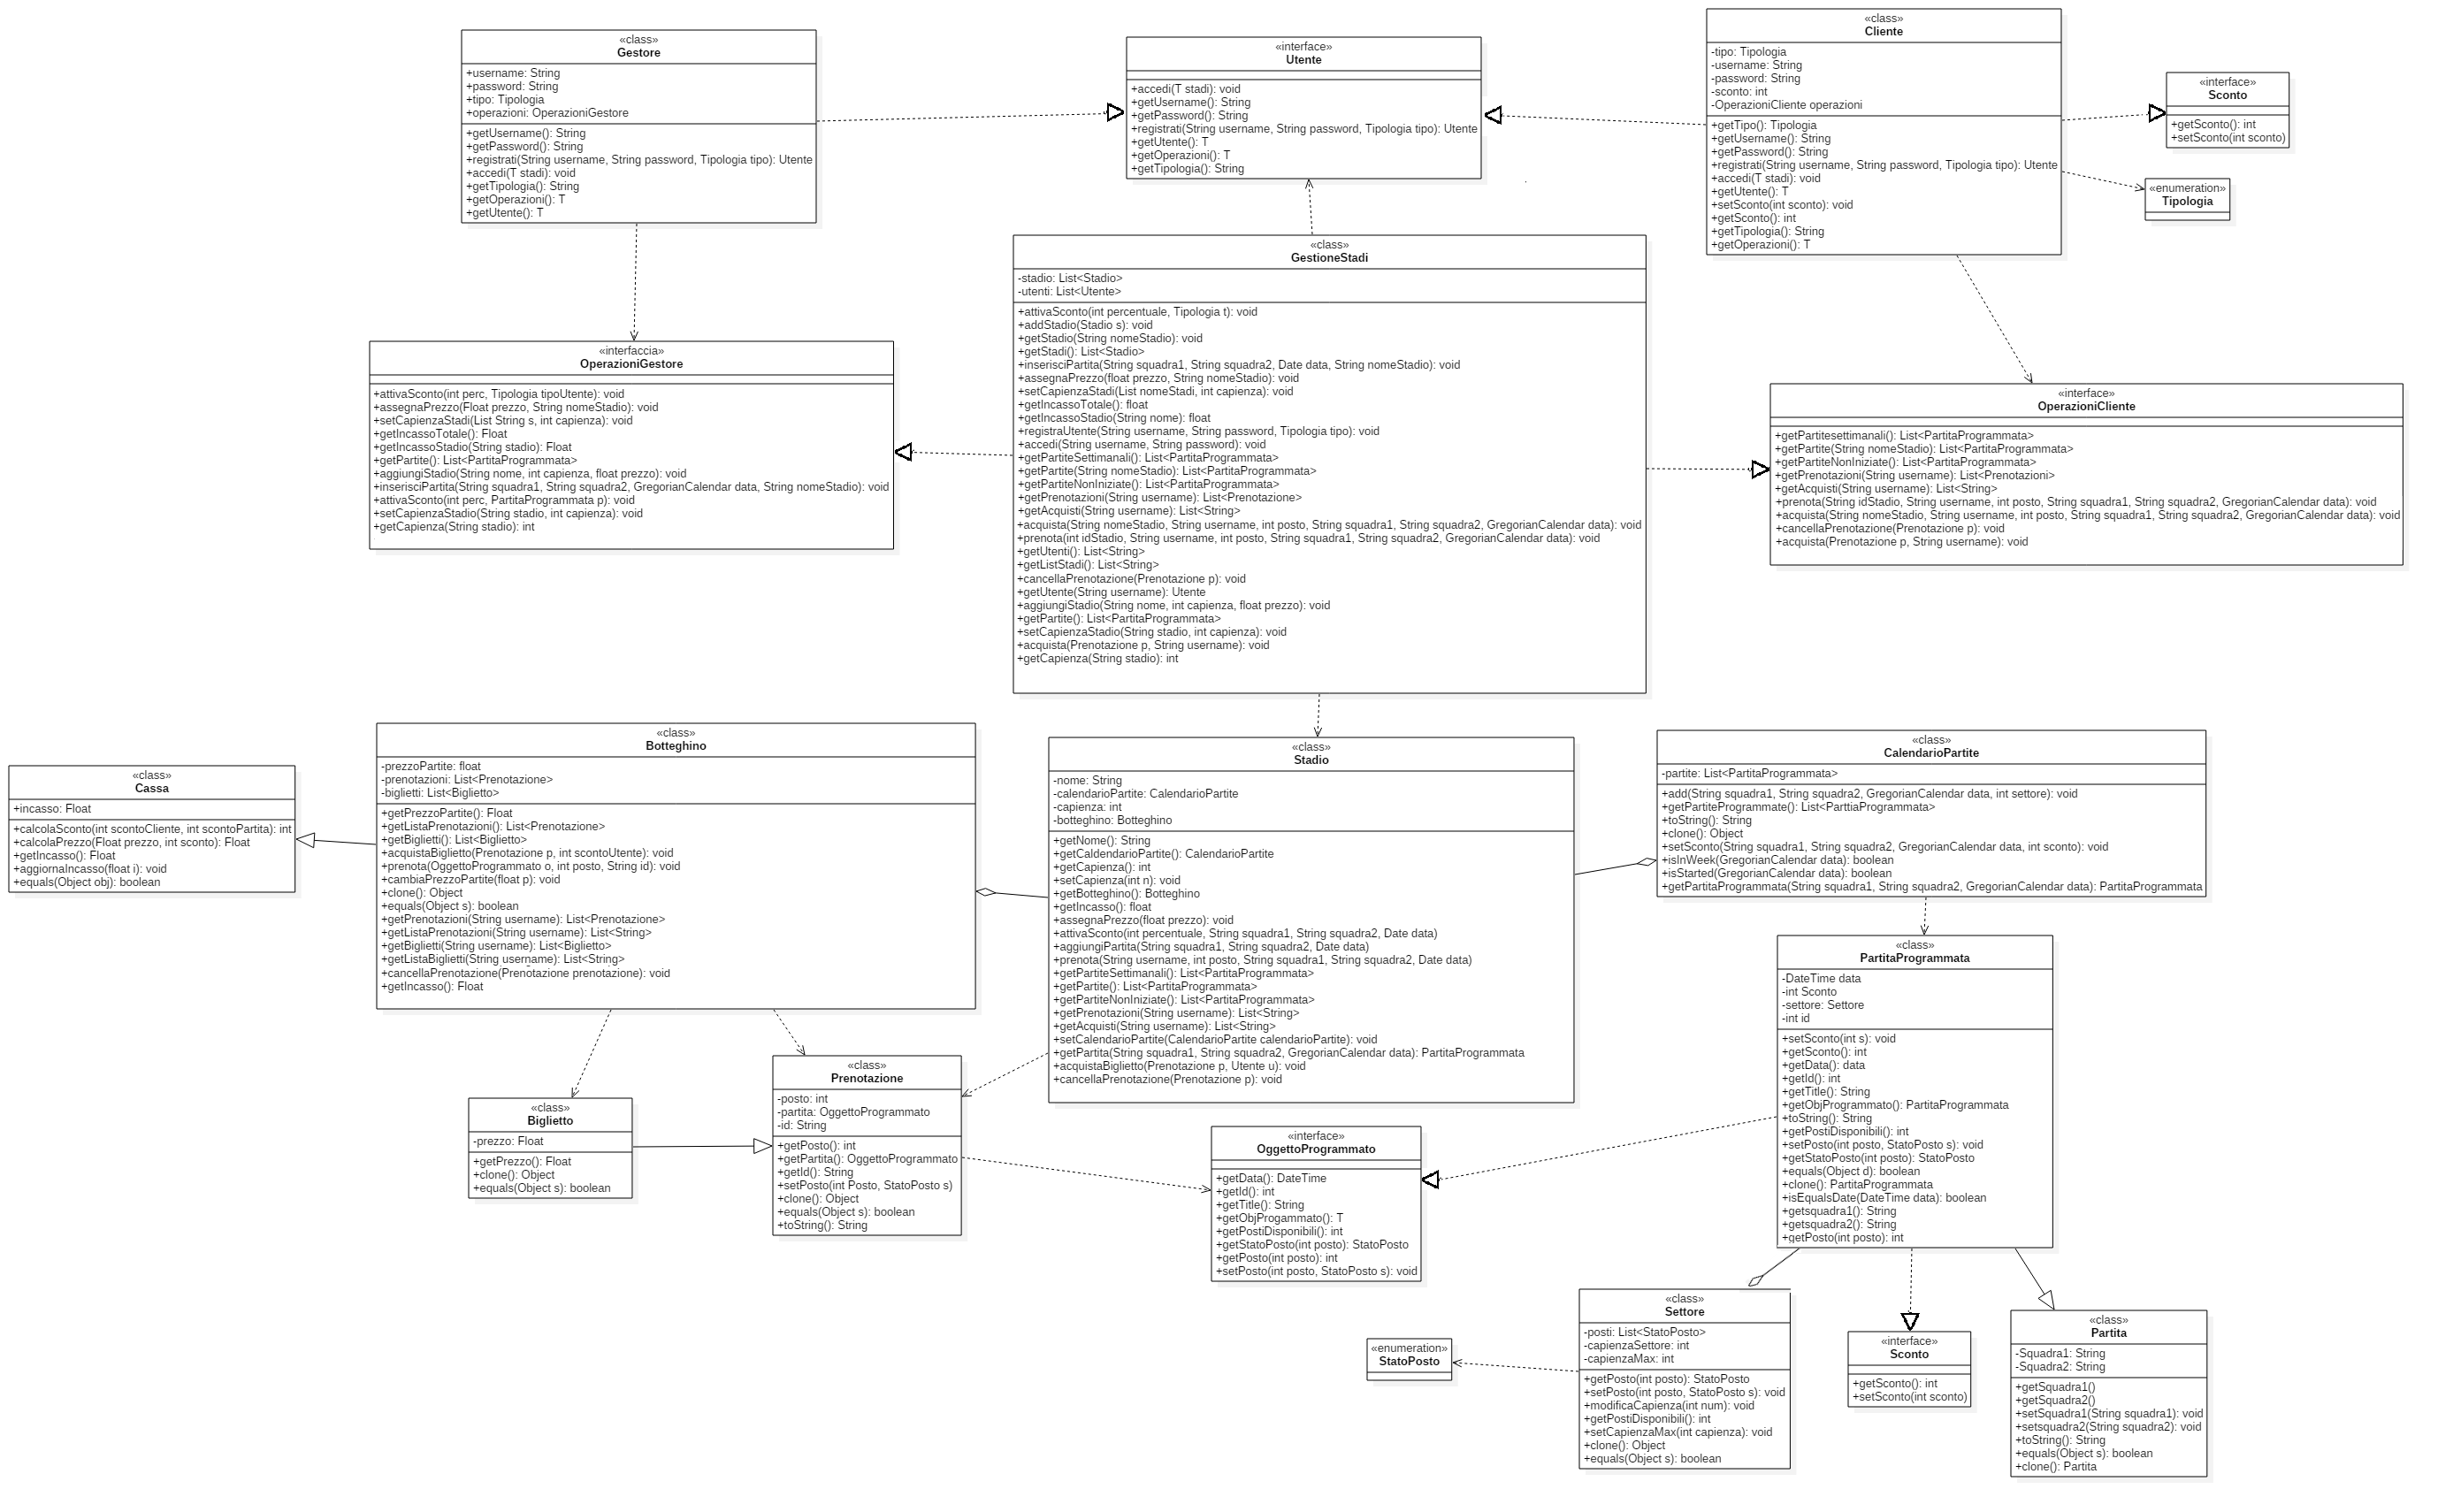 «class»
Gestore
+username: String
+password: String
+tipo: Tipologia
+operazioni: OperazioniGestore
+getUsername(): String
+getPassword(): String
+registrati(String username, String password, Tipologia tipo): Utente
+accedi(T stadi): void
+getTipologia(): String
+getOperazioni(): T
+getUtente(): T
«interface»
Utente
+accedi(T stadi): void
+getUsername(): String
+getPassword(): String
+registrati(String username, String password, Tipologia tipo): Utente
+getUtente(): T
+getOperazioni(): T
+getTipologia(): String
«class»
Cliente
-tipo: Tipologia
-username: String
-password: String
-sconto: int
-OperazioniCliente operazioni
+getTipo(): Tipologia
+getUsername(): String
+getPassword(): String
+registrati(String username, String password, Tipologia tipo): Utente
+accedi(T stadi): void
+getUtente(): T
+setSconto(int sconto): void
+getSconto(): int
+getTipologia(): String
+getOperazioni(): T
«interface»
Sconto
+getSconto(): int
+setSconto(int sconto)
«enumeration»
Tipologia
«interfaccia»
OperazioniGestore
+attivaSconto(int perc, Tipologia tipoUtente): void
+assegnaPrezzo(Float prezzo, String nomeStadio): void
+setCapienzaStadi(List String s, int capienza): void
+getIncassoTotale(): Float
+getIncassoStadio(String stadio): Float
+getPartite(): List<PartitaProgrammata>
+aggiungiStadio(String nome, int capienza, float prezzo): void
+inserisciPartita(String squadra1, String squadra2, GregorianCalendar data, String nomeStadio): void
+attivaSconto(int perc, PartitaProgrammata p): void
+setCapienzaStadio(String stadio, int capienza): void
+getCapienza(String stadio): int
«class»
GestioneStadi
-stadio: List<Stadio>
-utenti: List<Utente>
+attivaSconto(int percentuale, Tipologia t): void
+addStadio(Stadio s): void
+getStadio(String nomeStadio): void
+getStadi(): List<Stadio>
+inserisciPartita(String squadra1, String squadra2, Date data, String nomeStadio): void
+assegnaPrezzo(float prezzo, String nomeStadio): void
+setCapienzaStadi(List nomeStadi, int capienza): void
+getIncassoTotale(): float
+getIncassoStadio(String nome): float
+registraUtente(String username, String password, Tipologia tipo): void
+accedi(String username, String password): void
+getPartiteSettimanali(): List<PartitaProgrammata>
+getPartite(String nomeStadio): List<PartitaProgrammata>
+getPartiteNonIniziate(): List<PartitaProgrammata>
+getPrenotazioni(String username): List<Prenotazione>
+getAcquisti(String username): List<String>
+acquista(String nomeStadio, String username, int posto, String squadra1, String squadra2, GregorianCalendar data): void
+prenota(int idStadio, String username, int posto, String squadra1, String squadra2, GregorianCalendar data): void
+getUtenti(): List<String>
+getListStadi(): List<String>
+cancellaPrenotazione(Prenotazione p): void
+getUtente(String username): Utente
+aggiungiStadio(String nome, int capienza, float prezzo): void
+getPartite(): List<PartitaProgrammata>
+setCapienzaStadio(String stadio, int capienza): void
+acquista(Prenotazione p, String username): void
+getCapienza(String stadio): int
«interface»
OperazioniCliente
+getPartitesettimanali(): List<PartitaProgrammata>
+getPartite(String nomeStadio): List<PartitaProgrammata>
+getPartiteNonIniziate(): List<PartitaProgrammata>
+getPrenotazioni(String username): List<Prenotazioni>
+getAcquisti(String username): List<String>
+prenota(String idStadio, String username, int posto, String squadra1, String squadra2, GregorianCalendar data): void
+acquista(String nomeStadio, String username, int posto, String squadra1, String squadra2, GregorianCalendar data): void
+cancellaPrenotazione(Prenotazione p): void
+acquista(Prenotazione p, String username): void
«class»
Cassa
+incasso: Float
+calcolaSconto(int scontoCliente, int scontoPartita): int
+calcolaPrezzo(Float prezzo, int sconto): Float
+getIncasso(): Float
+aggiornaIncasso(float i): void
+equals(Object obj): boolean
«class»
Botteghino
-prezzoPartite: float
-prenotazioni: List<Prenotazione>
-biglietti: List<Biglietto>
+getPrezzoPartite(): Float
+getListaPrenotazioni(): List<Prenotazione>
+getBiglietti(): List<Biglietto>
+acquistaBiglietto(Prenotazione p, int scontoUtente): void
+prenota(OggettoProgrammato o, int posto, String id): void
+cambiaPrezzoPartite(float p): void
+clone(): Object
+equals(Object s): boolean
+getPrenotazioni(String username): List<Prenotazione>
+getListaPrenotazioni(String username): List<String>
+getBiglietti(String username): List<Biglietto>
+getListaBiglietti(String username): List<String>
+cancellaPrenotazione(Prenotazione prenotazione): void
+getIncasso(): Float
«class»
Stadio
-nome: String
-calendarioPartite: CalendarioPartite
-capienza: int
-botteghino: Botteghino
+getNome(): String
+getCaldendarioPartite(): CalendarioPartite
+getCapienza(): int
+setCapienza(int n): void
+getBotteghino(): Botteghino
+getIncasso(): float
+assegnaPrezzo(float prezzo): void
+attivaSconto(int percentuale, String squadra1, String squadra2, Date data)
+aggiungiPartita(String squadra1, String squadra2, Date data)
+prenota(String username, int posto, String squadra1, String squadra2, Date data)
+getPartiteSettimanali(): List<PartitaProgrammata>
+getPartite(): List<PartitaProgrammata>
+getPartiteNonIniziate(): List<PartitaProgrammata>
+getPrenotazioni(String username): List<String>
+getAcquisti(String username): List<String>
+setCalendarioPartite(CalendarioPartite calendarioPartite): void
+getPartita(String squadra1, String squadra2, GregorianCalendar data): PartitaProgrammata
+acquistaBiglietto(Prenotazione p, Utente u): void
+cancellaPrenotazione(Prenotazione p): void
«class»
CalendarioPartite
-partite: List<PartitaProgrammata>
+add(String squadra1, String squadra2, GregorianCalendar data, int settore): void
+getPartiteProgrammate(): List<ParttiaProgrammata>
+toString(): String
+clone(): Object
+setSconto(String squadra1, String squadra2, GregorianCalendar data, int sconto): void
+isInWeek(GregorianCalendar data): boolean
+isStarted(GregorianCalendar data): boolean
+getPartitaProgrammata(String squadra1, String squadra2, GregorianCalendar data): PartitaProgrammata
«class»
PartitaProgrammata
-DateTime data
-int Sconto
-settore: Settore
-int id
+setSconto(int s): void
+getSconto(): int
+getData(): data
+getId(): int
+getTitle(): String
+getObjProgrammato(): PartitaProgrammata
+toString(): String
+getPostiDisponibili(): int
+setPosto(int posto, StatoPosto s): void
+getStatoPosto(int posto): StatoPosto
+equals(Object d): boolean
+clone(): PartitaProgrammata
+isEqualsDate(DateTime data): boolean
+getsquadra1(): String
+getsquadra2(): String
+getPosto(int posto): int
«class»
Biglietto
-prezzo: Float
+getPrezzo(): Float
+clone(): Object
+equals(Object s): boolean
«class»
Prenotazione
-posto: int
-partita: OggettoProgrammato
-id: String
+getPosto(): int
+getPartita(): OggettoProgrammato
+getId(): String
+setPosto(int Posto, StatoPosto s)
+clone(): Object
+equals(Object s): boolean
+toString(): String
«interface»
OggettoProgrammato
+getData(): DateTime
+getId(): int
+getTitle(): String
+getObjProgammato(): T
+getPostiDisponibili(): int
+getStatoPosto(int posto): StatoPosto
+getPosto(int posto): int
+setPosto(int posto, StatoPosto s): void
«enumeration»
StatoPosto
«class»
Settore
-posti: List<StatoPosto>
-capienzaSettore: int
-capienzaMax: int
+getPosto(int posto): StatoPosto
+setPosto(int posto, StatoPosto s): void
+modificaCapienza(int num): void
+getPostiDisponibili(): int
+setCapienzaMax(int capienza): void
+clone(): Object
+equals(Object s): boolean
«interface»
Sconto
+getSconto(): int
+setSconto(int sconto)
«class»
Partita
-Squadra1: String
-Squadra2: String
+getSquadra1()
+getSquadra2()
+setSquadra1(String squadra1): void
+setsquadra2(String squadra2): void
+toString(): String
+equals(Object s): boolean
+clone(): Partita